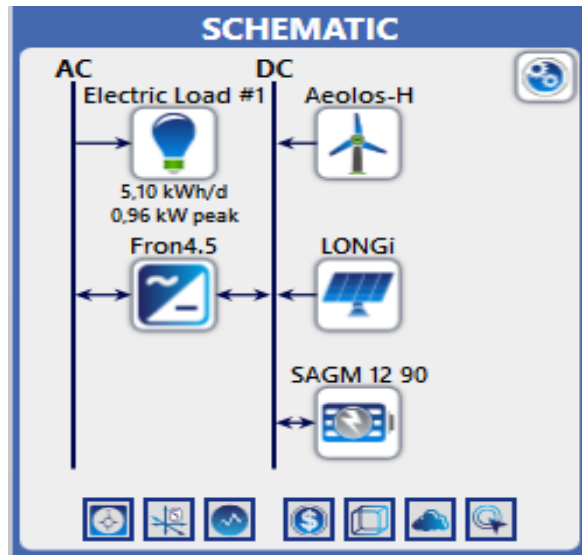 SCHEMATIC
AC
DC
Electric Load #1
Aeolos-H
5,10 kWh/d
0,96 kW peak
Fron4.5
LONGi
SAGM 12 90